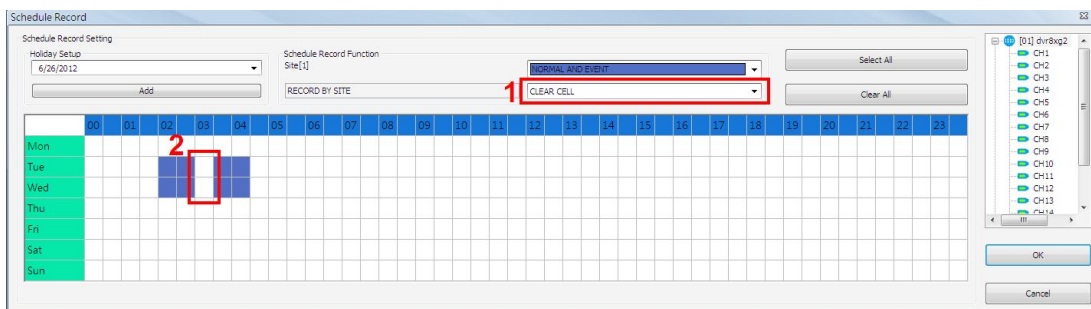 Schedule Record
Schedule Record Setting
Holiday Setup
6/26/2012
Add
Schedule Record Function
Site[1]
NORMAL AND EVENT
RECORD BY SITE
1
CLEAR CELL
Select All
Clear All
00 01 02 03 04 05 06 07 08 09 10 11 12 13 14 15 16 17 18 19 20 21 22 23
2
Mon
Tue
Wed
Thu
Fri
Sat
Sun
[01] dvr8xg2
CH1
CH2
CH3
CH4
CH5
CH6
CH7
CH8
CH9
CH10
CH11
CH12
CH13
CH14
OK
Cancel